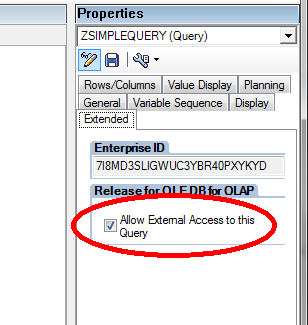 Properties
ZSIMPLEQUERY (Query)
Rows/Columns Value Display Planning
General Variable Sequence Display
Extended
Enterprise ID
7I8MD3SLIGWUC3YBR40PXYKYD
Release for OLE DB for OLAP
Allow External Access to this
Query